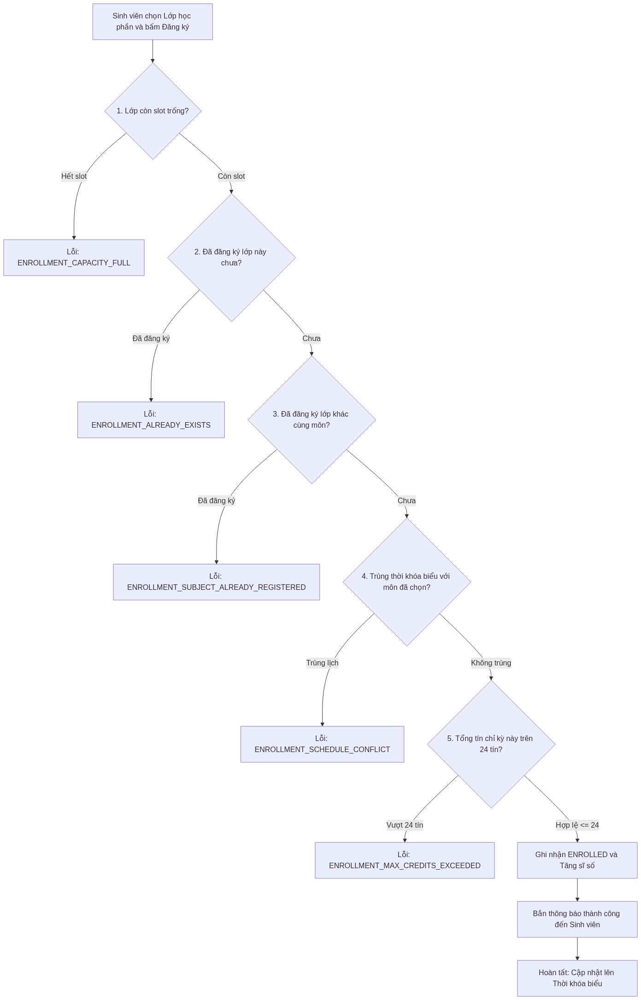 Sinh viên chọn Lớp học
phần và bấm Đăng ký
1. Lớp còn slot trống?
Hết slot
Còn slot
Lỗi:
ENROLLMENT_CAPACITY_FULL
2. Đã đăng ký lớp này
chưa?
Đã đăng ký
Chưa
Lỗi:
ENROLLMENT_ALREADY_EXISTS
3. Đã đăng ký lớp khác
cùng môn?
Đã đăng ký
Chưa
Lỗi:
ENROLLMENT_SUBJECT_ALREADY_REGISTERED
4. Trùng thời khóa biểu với
môn đã chọn?
Trùng lịch
Không trùng
Lỗi:
ENROLLMENT_SCHEDULE_CONFLICT
5. Tổng tín chỉ kỳ này trên
24 tín?
Vượt 24 tín
Hợp lệ <= 24
Lỗi:
ENROLLMENT_MAX_CREDITS_EXCEEDED
Ghi nhận ENROLLED và
Tăng sĩ số
Bắn thông báo thành công
đến Sinh viên
Hoàn tất: Cập nhật lên
Thời khóa biểu